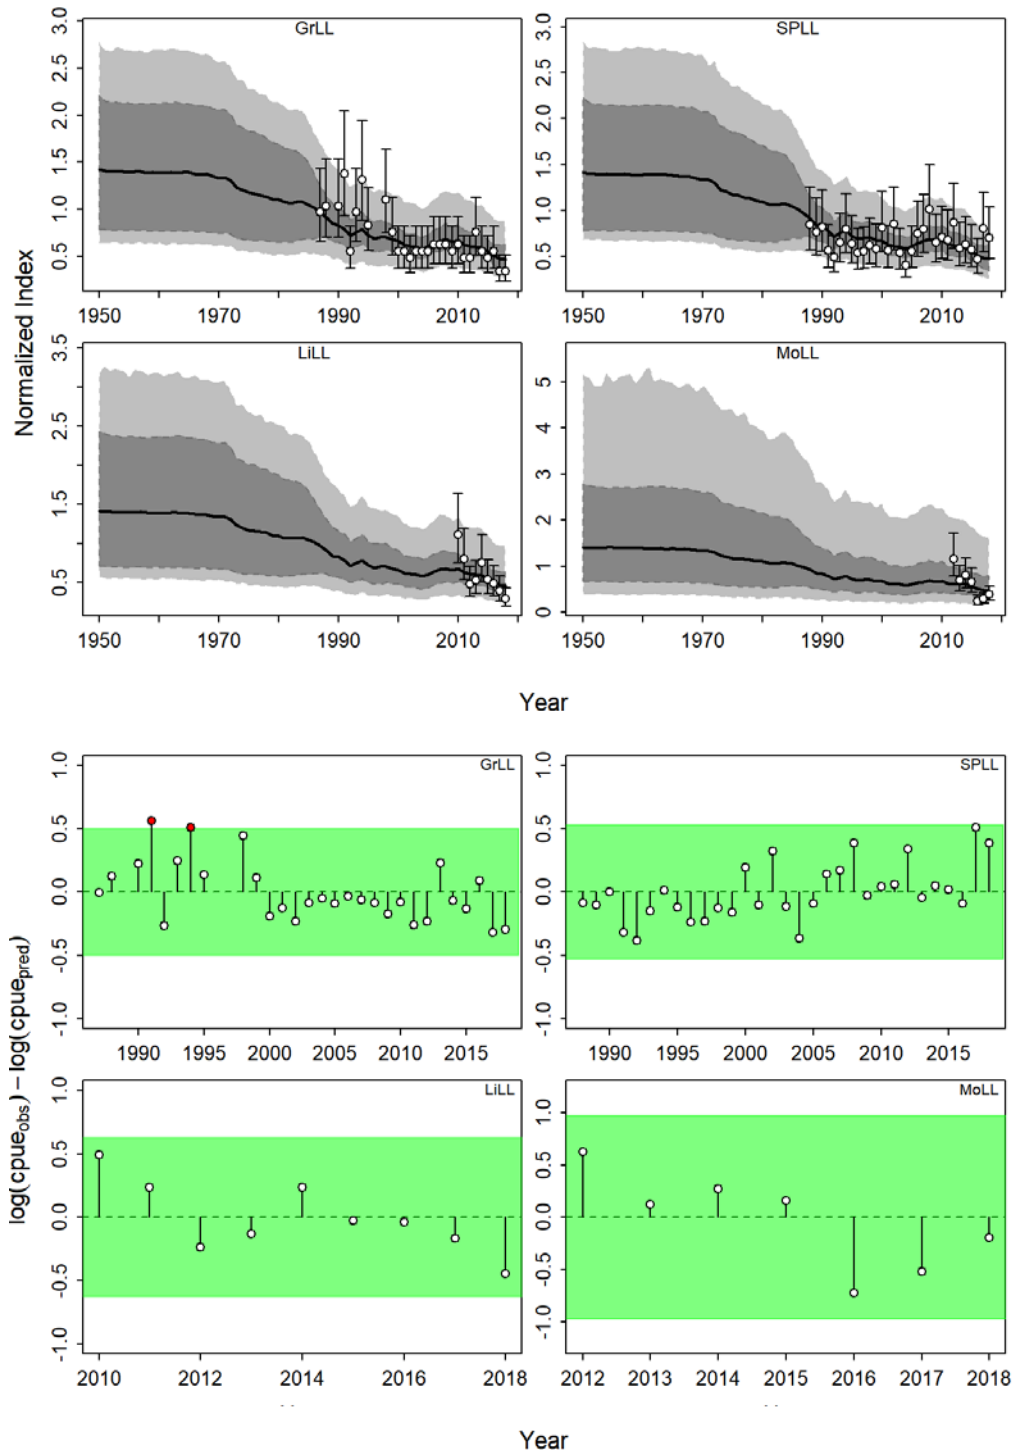 GrLL
SPLL
3.0
2.5
2.0
1.5
1.0
0.5
3.0
2.5
2.0
1.5
1.0
0.5
1950 1970 1990 2010
1950 1970 1990 2010
LiLL
MoLL
3.5
2.5
1.5
0.5
5
4
3
2
1
0
1950 1970 1990 2010
1950 1970 1990 2010
Normalized Index
Year
GrLL
SPLL
1.0
0.5
0.0
-0.5
-1.0
1.0
0.5
0.0
-0.5
-1.0
1990 1995 2000 2005 2010 2015
1990 1995 2000 2005 2010 2015
LiLL
MoLL
1.0
0.5
0.0
-0.5
-1.0
1.0
0.5
0.0
-0.5
-1.0
2010 2012 2014 2016 2018
2012 2013 2014 2015 2016 2017 2018
log(cpue_obs) − log(cpue_pred)
Year